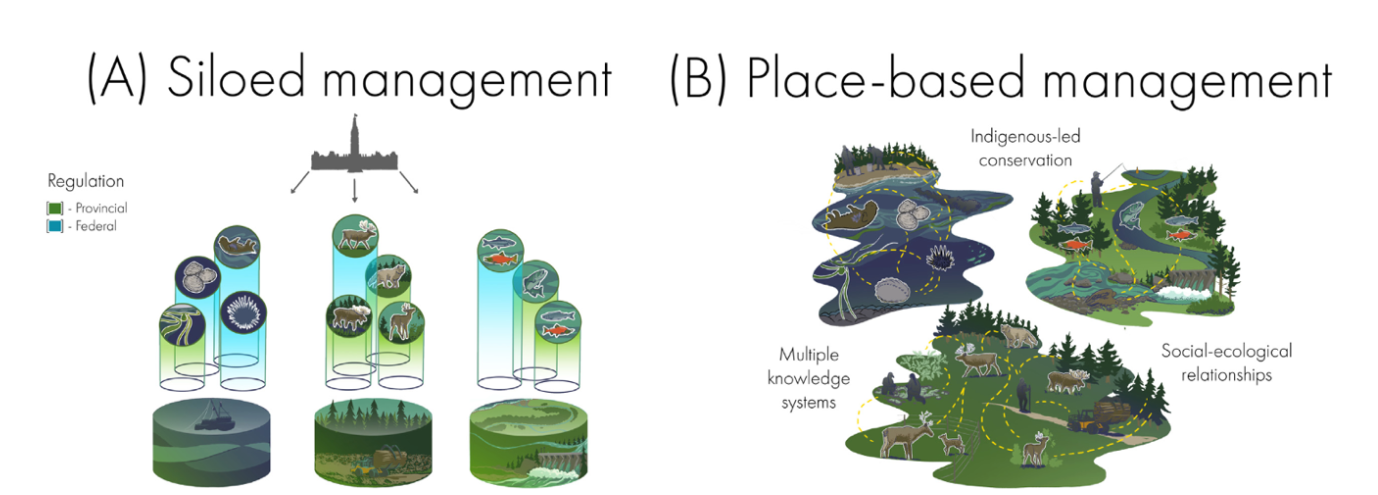 (A) Siloed management
(B) Place-based management
Regulation
[ ] - Provincial
[ ] - Federal
Indigenous-led
conservation
Multiple
knowledge
systems
Social-ecological
relationships